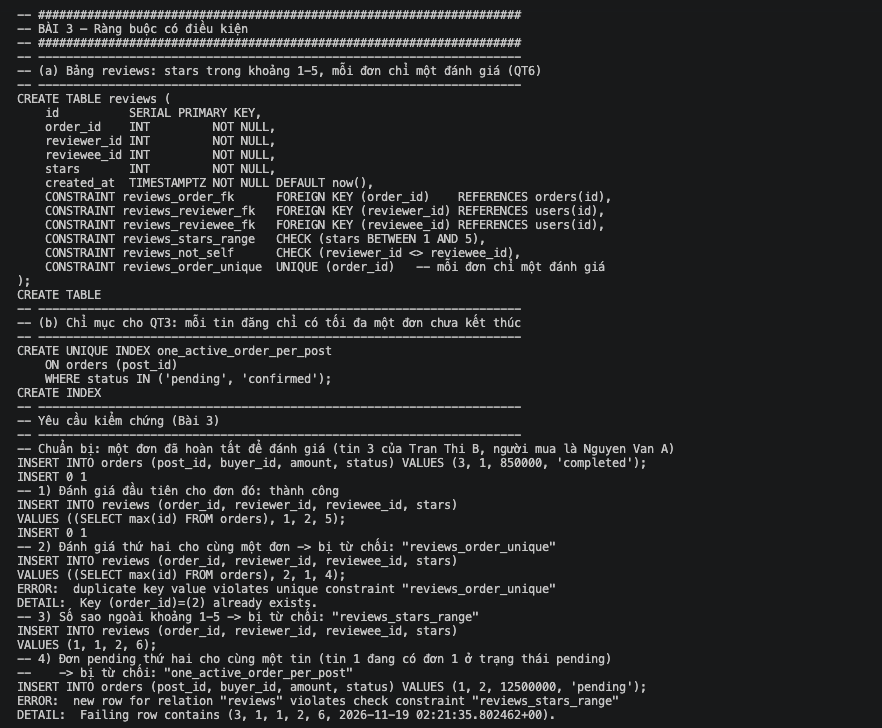 -- #####################################################################
-- BÀI 3 — Ràng buộc có điều kiện
-- #####################################################################
-- ---------------------------------------------------------------------
-- (a) Bảng reviews: stars trong khoảng 1-5, mỗi đơn chỉ một đánh giá (QT6)
-- ---------------------------------------------------------------------
CREATE TABLE reviews (
    id          SERIAL PRIMARY KEY,
    order_id    INT         NOT NULL,
    reviewer_id INT         NOT NULL,
    reviewee_id INT         NOT NULL,
    stars       INT         NOT NULL,
    created_at  TIMESTAMPTZ NOT NULL DEFAULT now(),
    CONSTRAINT reviews_order_fk      FOREIGN KEY (order_id)    REFERENCES orders(id),
    CONSTRAINT reviews_reviewer_fk   FOREIGN KEY (reviewer_id) REFERENCES users(id),
    CONSTRAINT reviews_reviewee_fk   FOREIGN KEY (reviewee_id) REFERENCES users(id),
    CONSTRAINT reviews_stars_range   CHECK (stars BETWEEN 1 AND 5),
    CONSTRAINT reviews_not_self      CHECK (reviewer_id <> reviewee_id),
    CONSTRAINT reviews_order_unique  UNIQUE (order_id)   -- mỗi đơn chỉ một đánh giá
);
CREATE TABLE
-- ---------------------------------------------------------------------
-- (b) Chỉ mục cho QT3: mỗi tin đăng chỉ có tối đa một đơn chưa kết thúc
-- ---------------------------------------------------------------------
CREATE UNIQUE INDEX one_active_order_per_post
    ON orders (post_id)
    WHERE status IN ('pending', 'confirmed');
CREATE INDEX
-- ---------------------------------------------------------------------
-- Yêu cầu kiểm chứng (Bài 3)
-- ---------------------------------------------------------------------
-- Chuẩn bị: một đơn đã hoàn tất để đánh giá (tin 3 của Tran Thi B, người mua là Nguyen Van A)
INSERT INTO orders (post_id, buyer_id, amount, status) VALUES (3, 1, 850000, 'completed');
INSERT 0 1
-- 1) Đánh giá đầu tiên cho đơn đó: thành công
INSERT INTO reviews (order_id, reviewer_id, reviewee_id, stars)
VALUES ((SELECT max(id) FROM orders), 1, 2, 5);
INSERT 0 1
-- 2) Đánh giá thứ hai cho cùng một đơn -> bị từ chối: "reviews_order_unique"
INSERT INTO reviews (order_id, reviewer_id, reviewee_id, stars)
VALUES ((SELECT max(id) FROM orders), 2, 1, 4);
ERROR:  duplicate key value violates unique constraint "reviews_order_unique"
DETAIL:  Key (order_id)=(2) already exists.
-- 3) Số sao ngoài khoảng 1-5 -> bị từ chối: "reviews_stars_range"
INSERT INTO reviews (order_id, reviewer_id, reviewee_id, stars)
VALUES (1, 1, 2, 6);
-- 4) Đơn pending thứ hai cho cùng một tin (tin 1 đang có đơn 1 ở trạng thái pending)
--    -> bị từ chối: "one_active_order_per_post"
INSERT INTO orders (post_id, buyer_id, amount, status) VALUES (1, 2, 12500000, 'pending');
ERROR:  new row for relation "reviews" violates check constraint "reviews_stars_range"
DETAIL:  Failing row contains (3, 1, 1, 2, 6, 2026-11-19 02:21:35.802462+00).